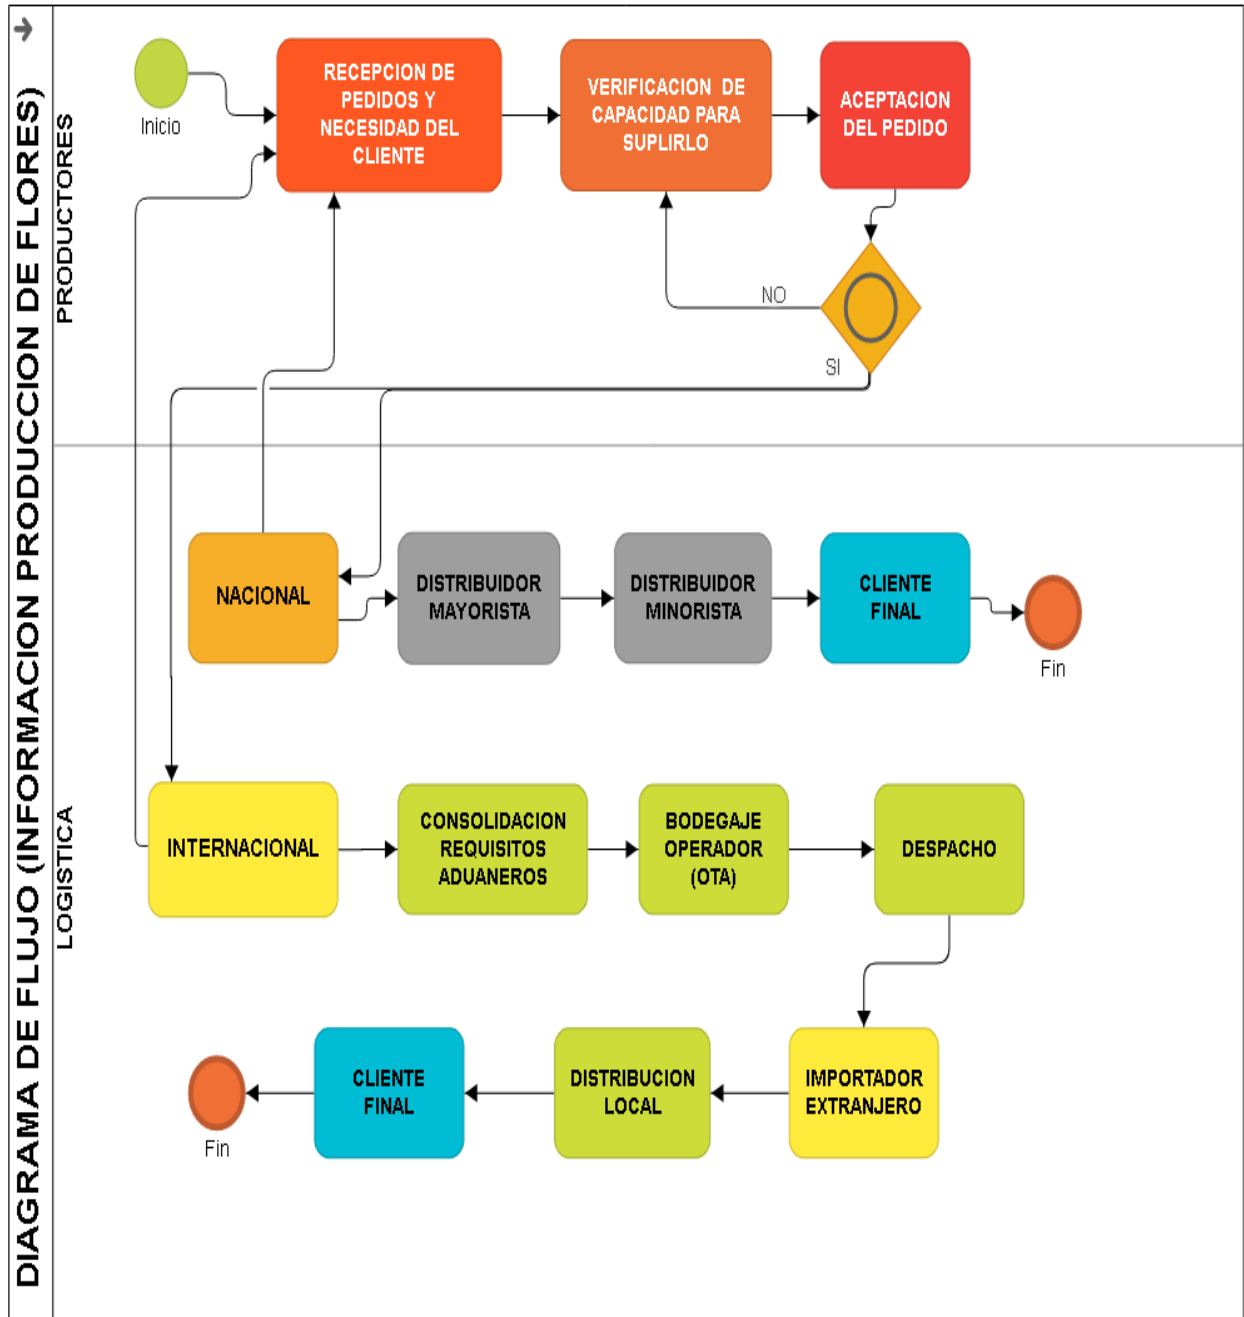 DIAGRAMA DE FLUJO (INFORMACION PRODUCCION DE FLORES)
PRODUCTORES
Inicio
RECEPCION DE
PEDIDOS Y
NECESIDAD DEL
CLIENTE
VERIFICACION DE
CAPACIDAD PARA
SUPLIRLO
ACEPTACION
DEL PEDIDO
NO
SI
LOGISTICA
NACIONAL
DISTRIBUIDOR
MAYORISTA
DISTRIBUIDOR
MINORISTA
CLIENTE
FINAL
Fin
INTERNACIONAL
CONSOLIDACION
REQUISITOS
ADUANEROS
BODEGAJE
OPERADOR
(OTA)
DESPACHO
IMPORTADOR
EXTRANJERO
DISTRIBUCION
LOCAL
CLIENTE
FINAL
Fin